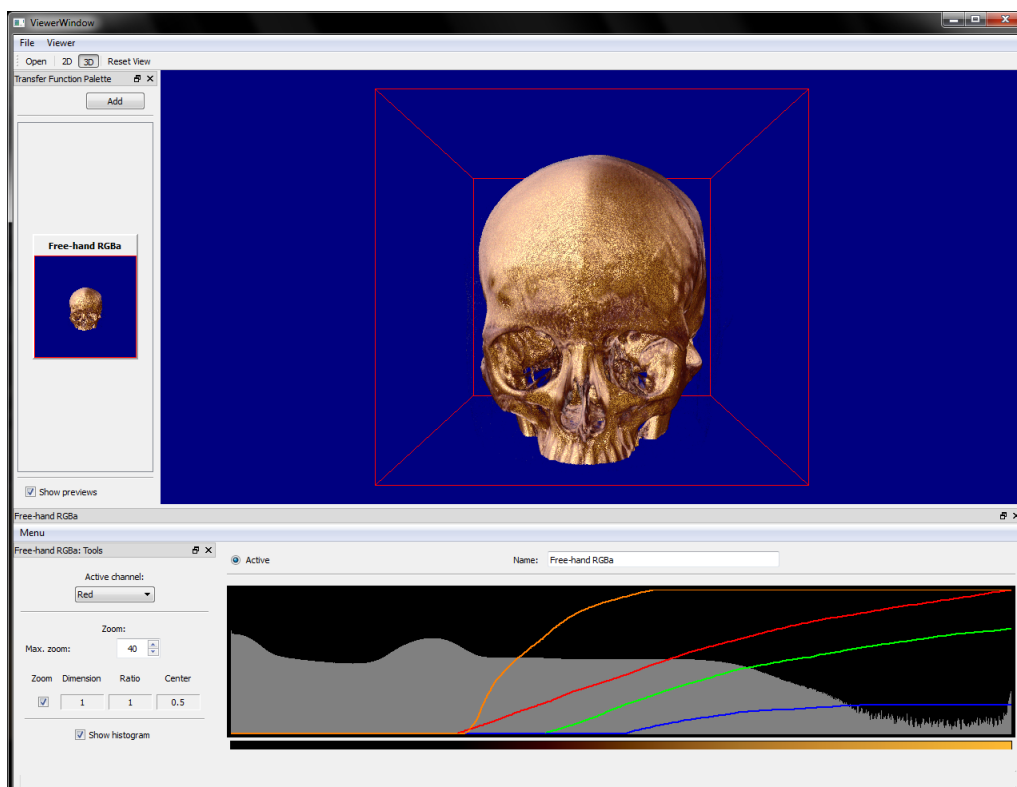 ViewerWindow
File Viewer
Open 2D 3D Reset View
Transfer Function Palette
Add
Free-hand RGBa
Show previews
Free-hand RGBa
Menu
Free-hand RGBa: Tools
Active Name: Free-hand RGBa
Active channel:
Red
Zoom:
Max. zoom: 40
Zoom Dimension Ratio Center
1 1 0.5
Show histogram